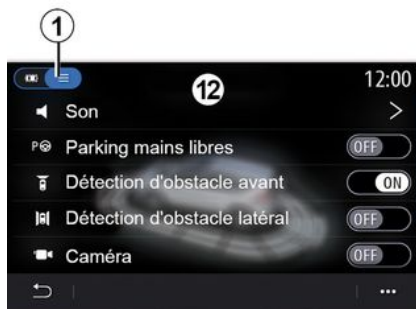 1
12
12:00
Son
P Parking mains libres OFF
Détection d'obstacle avant ON
Détection d'obstacle latéral OFF
Caméra OFF